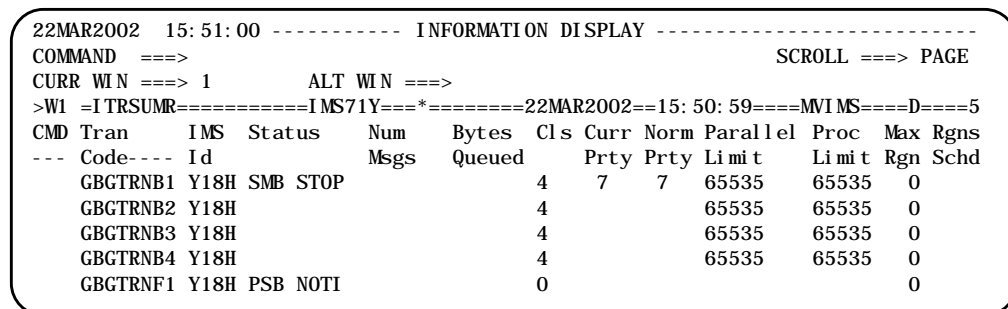 22MAR2002 15:51:00 ----------- INFORMATION DISPLAY ---------------------------
COMMAND ===> SCROLL ===> PAGE
CURR WIN ===> 1 ALT WIN ===>
>W1 =ITRSUMR===========IMS71Y===*========22MAR2002==15:50:59====MVIMS====D====5
CMD Tran IMS Status Num Bytes Cls Curr Norm Parallel Proc Max Rgns
--- Code---- Id Msgs Queued Prty Prty Limit Limit Rgn Schd
GBGTRNB1 Y18H SMB STOP 4 7 7 65535 65535 0
GBGTRNB2 Y18H 4 65535 65535 0
GBGTRNB3 Y18H 4 65535 65535 0
GBGTRNB4 Y18H 4 65535 65535 0
GBGTRNF1 Y18H PSB NOTI 0 0